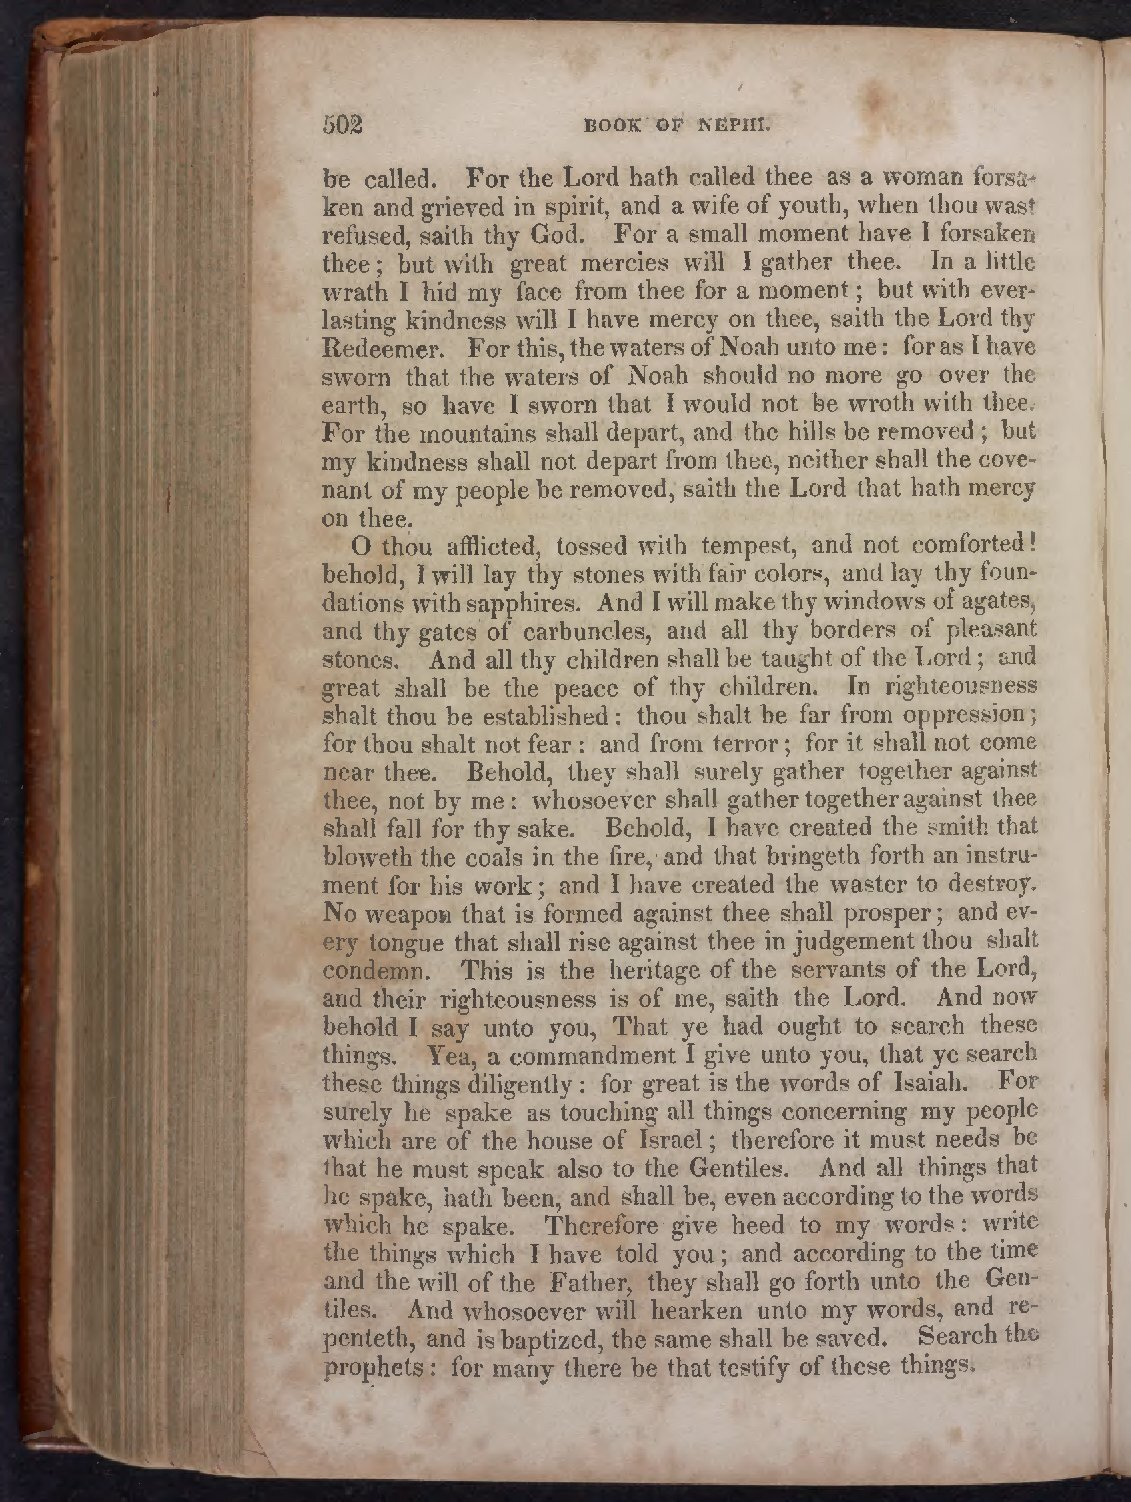 502 BOOK OF NEPHI.
be called. For the Lord hath called thee as a woman forsa-
ken and grieved in spirit, and a wife of youth, when thou wast
refused, saith thy God. For a small moment have I forsaken
thee; but with great mercies will I gather thee. In a little
wrath I hid my face from thee for a moment; but with ever-
lasting kindness will I have mercy on thee, saith the Lord thy
Redeemer. For this, the waters of Noah unto me: for as I have
sworn that the waters of Noah should no more go over the
earth, so have I sworn that I would not be wroth with thee.
For the mountains shall depart, and the hills be removed; but
my kindness shall not depart from thee, neither shall the cove-
nant of my people be removed, saith the Lord that hath mercy
on thee.
O thou afflicted, tossed with tempest, and not comforted!
behold, I will lay thy stones with fair colors, and lay thy foun-
dations with sapphires. And I will make thy windows of agates,
and thy gates of carbuncles, and all thy borders of pleasant
stones. And all thy children shall be taught of the Lord; and
great shall be the peace of thy children. In righteousness
shalt thou be established: thou shalt be far from oppression;
for thou shalt not fear: and from terror; for it shall not come
near thee. Behold, they shall surely gather together against
thee, not by me: whosoever shall gather together against thee
shall fall for thy sake. Behold, I have created the smith that
bloweth the coals in the fire, and that bringeth forth an instru-
ment for his work; and I have created the waster to destroy.
No weapon that is formed against thee shall prosper; and ev-
ery tongue that shall rise against thee in judgement thou shalt
condemn. This is the heritage of the servants of the Lord,
and their righteousness is of me, saith the Lord. And now
behold I say unto you, That ye had ought to search these
things. Yea, a commandment I give unto you, that ye search
these things diligently: for great is the words of Isaiah. For
surely he spake as touching all things concerning my people
which are of the house of Israel; therefore it must needs be
that he must speak also to the Gentiles. And all things that
he spake, hath been, and shall be, even according to the words
which he spake. Therefore give heed to my words: write
the things which I have told you; and according to the time
and the will of the Father, they shall go forth unto the Gen-
tiles. And whosoever will hearken unto my words, and re-
penteth, and is baptized, the same shall be saved. Search the
prophets: for many there be that testify of these things.